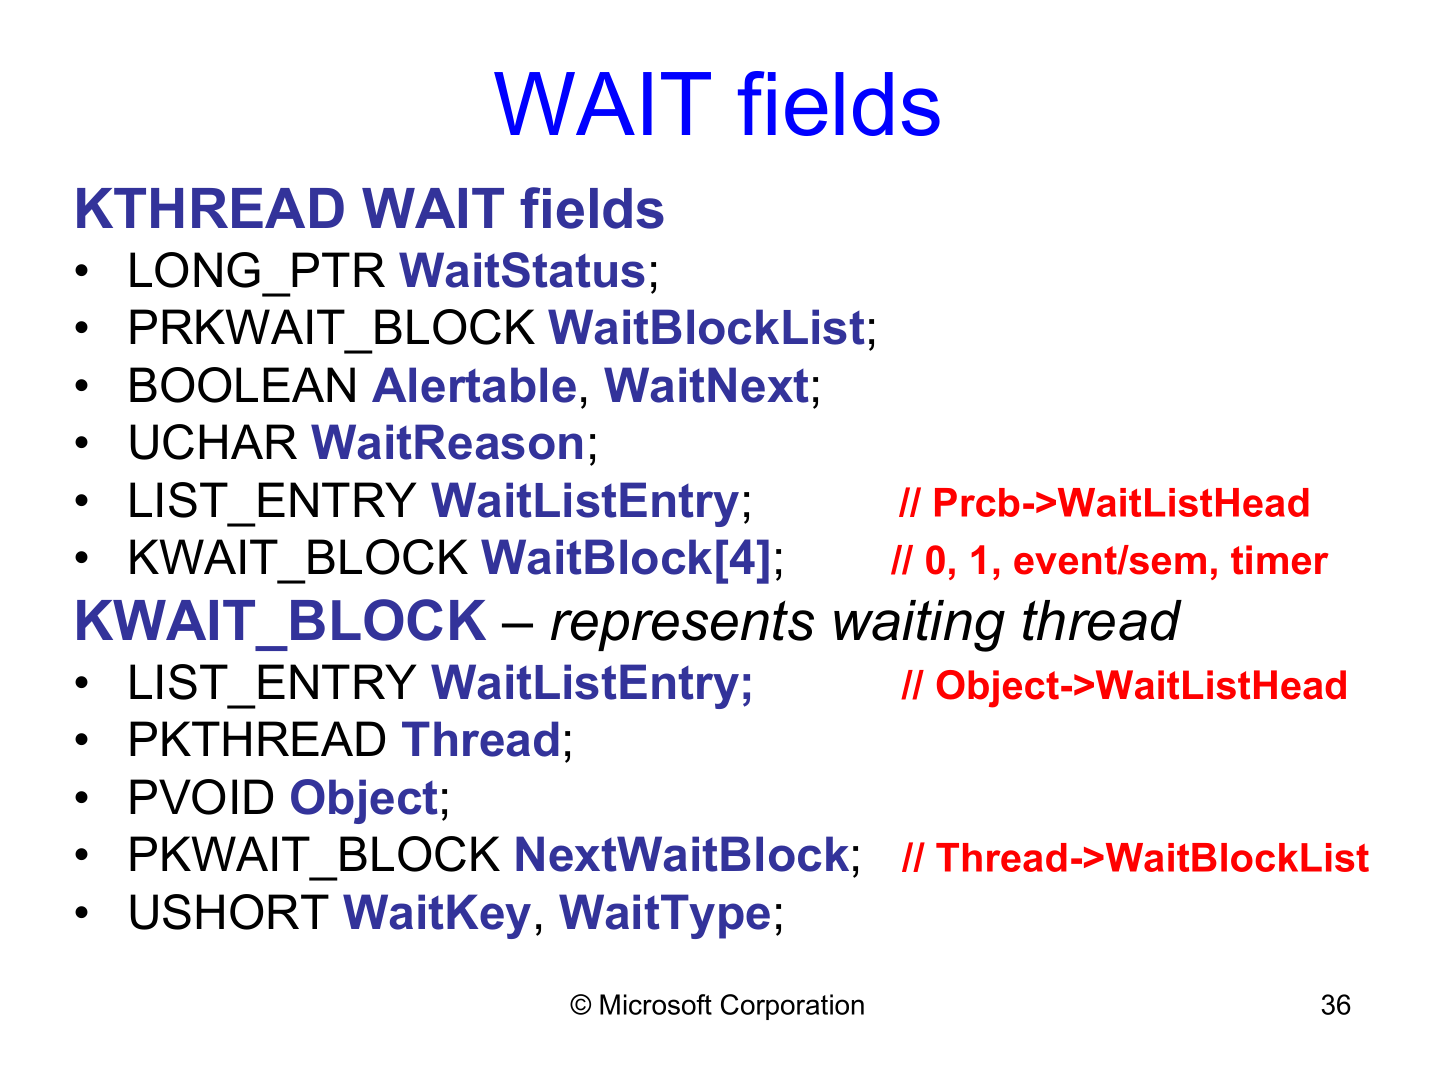 WAIT fields
KTHREAD WAIT fields
• LONG_PTR WaitStatus;
• PRKWAIT_BLOCK WaitBlockList;
• BOOLEAN Alertable, WaitNext;
• UCHAR WaitReason;
• LIST_ENTRY WaitListEntry; // Prcb->WaitListHead
• KWAIT_BLOCK WaitBlock[4]; // 0, 1, event/sem, timer
KWAIT_BLOCK – represents waiting thread
• LIST_ENTRY WaitListEntry; // Object->WaitListHead
• PKTHREAD Thread;
• PVOID Object;
• PKWAIT_BLOCK NextWaitBlock; // Thread->WaitBlockList
• USHORT WaitKey, WaitType;
© Microsoft Corporation 36